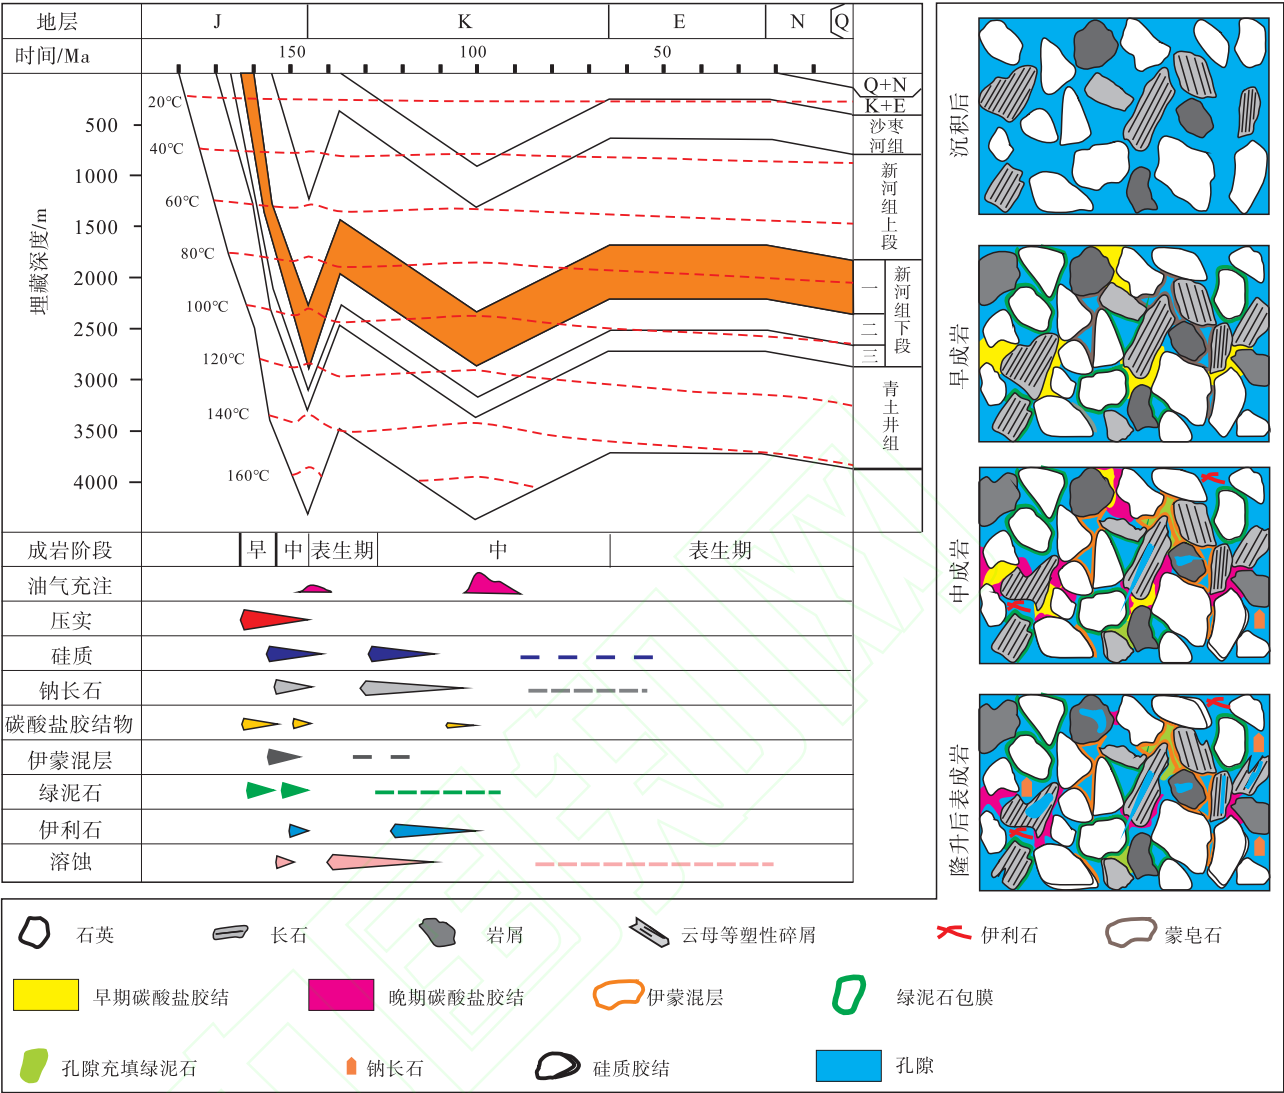 地层 J K E N Q
时间/Ma 150 100 50
埋藏深度/m
500
1000
1500
2000
2500
3000
3500
4000
20℃
40℃
60℃
80℃
100℃
120℃
140℃
160℃
Q+N
K+E
沙枣
河组
新河组上段
新河组下段
一
二
三
青土井组
成岩阶段 早 中 表生期 中 表生期
油气充注
压实
硅质
钠长石
碳酸盐胶结物
伊蒙混层
绿泥石
伊利石
溶蚀
沉积后
早成岩
中成岩
隆升后表成岩
石英 长石 岩屑 云母等塑性碎屑 伊利石 蒙皂石
早期碳酸盐胶结 晚期碳酸盐胶结 伊蒙混层 绿泥石包膜
孔隙充填绿泥石 钠长石 硅质胶结 孔隙